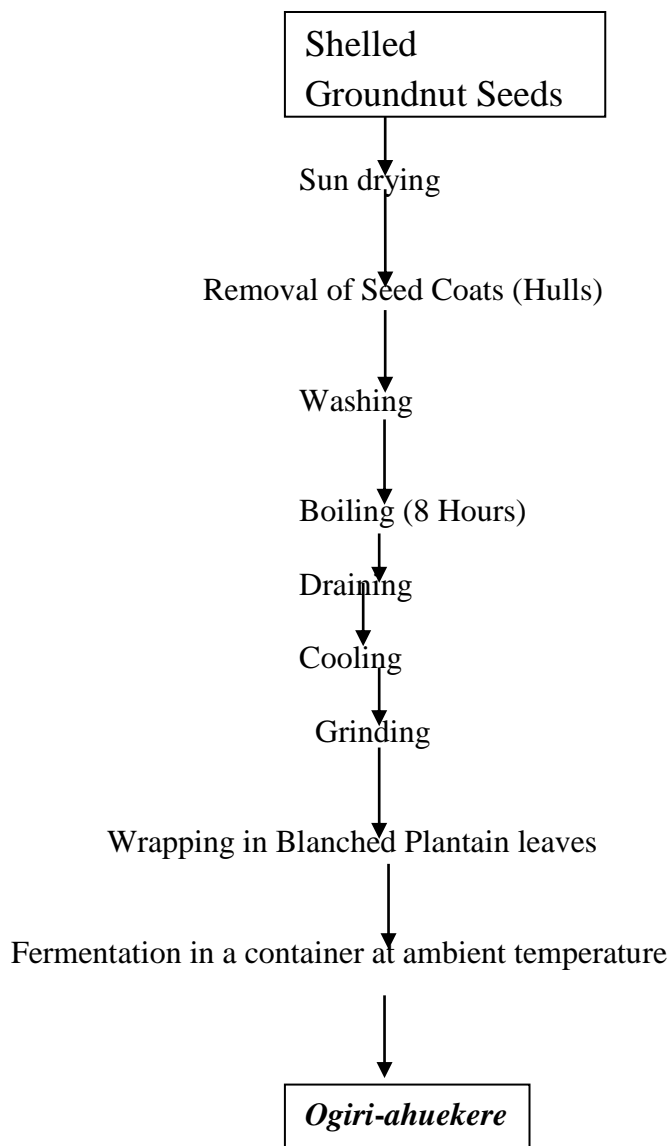 Shelled
Groundnut Seeds
Sun drying
Removal of Seed Coats (Hulls)
Washing
Boiling (8 Hours)
Draining
Cooling
Grinding
Wrapping in Blanched Plantain leaves
Fermentation in a container at ambient temperature
Ogiri-ahuekere